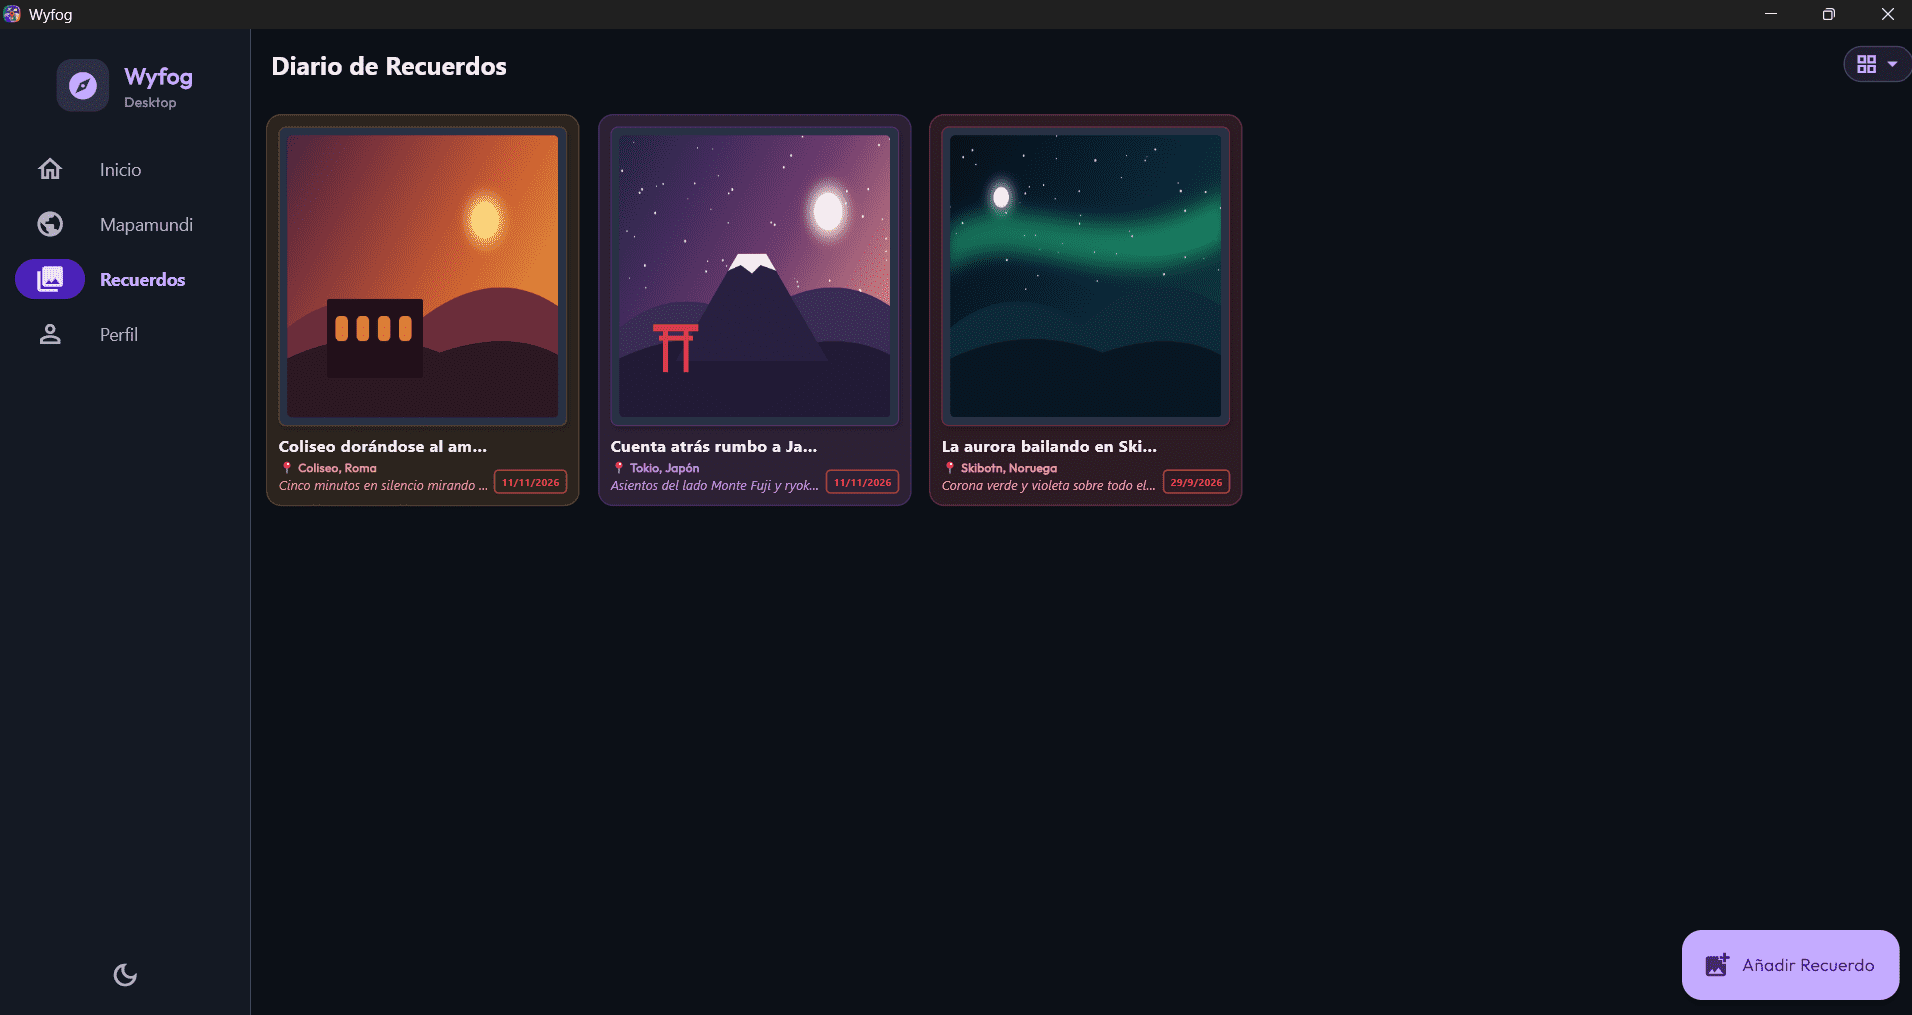 Wyfog
Wyfog
Desktop
Inicio
Mapamundi
Recuerdos
Perfil
Diario de Recuerdos
Coliseo dorándose al am...
Coliseo, Roma
Cinco minutos en silencio mirando ...
11/11/2026
Cuenta atrás rumbo a Ja...
Tokio, Japón
Asientos del lado Monte Fuji y ryok...
11/11/2026
La aurora bailando en Ski...
Skibotn, Noruega
Corona verde y violeta sobre todo el...
29/9/2026
Añadir Recuerdo